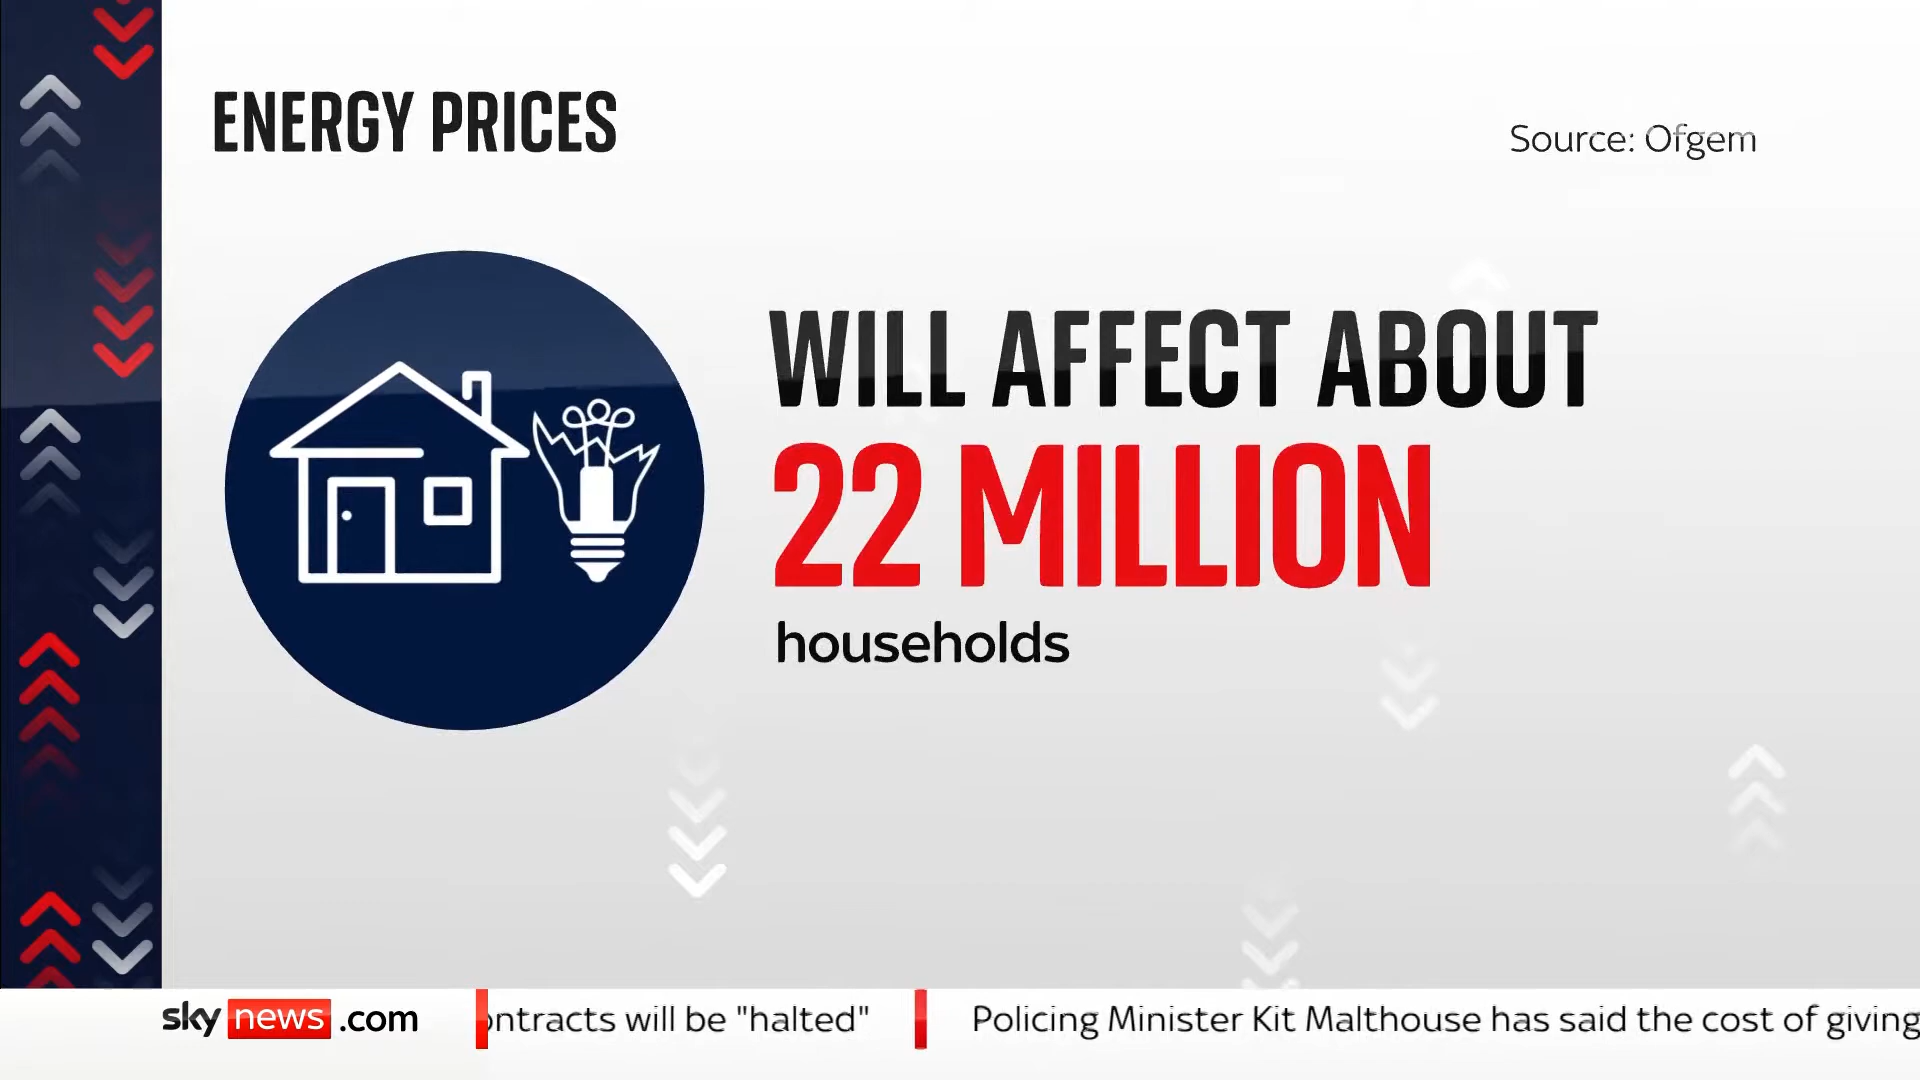 ENERGY PRICES
Source: Ofgem
WILL AFFECT ABOUT
22 MILLION
households
sky news .com
ontracts will be "halted"
Policing Minister Kit Malthouse has said the cost of giving